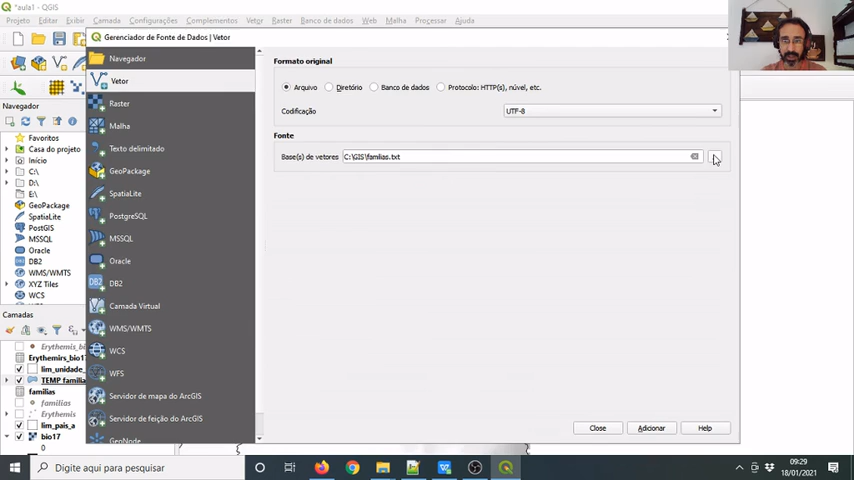 *aula1 - QGIS
Projeto Editar Exibir Camada Configurações Complementos Vetor Raster Banco de dados Web Malha Processar Ajuda
Gerenciador de Fonte de Dados | Vetor
Navegador
Favoritos
Casa do projeto
Início
C:\
D:\
E:\
GeoPackage
SpatiaLite
PostGIS
MSSQL
Oracle
DB2
WMS/WMTS
XYZ Tiles
WCS
Camadas
Erythemis_bio17
Erythemis_bio17
lim_unidade_
TEMP familia
familias
familias
Erythemis
lim_pais_a
bio17
0
Navegador
Vetor
Raster
Malha
Texto delimitado
GeoPackage
SpatiaLite
PostgreSQL
MSSQL
Oracle
DB2
Camada Virtual
WMS/WMTS
WCS
WFS
Servidor de mapa do ArcGIS
Servidor de feição do ArcGIS
GeoNode
Formato original
Arquivo Diretório Banco de dados Protocolo: HTTP(s), núvel, etc.
Codificação UTF-8
Fonte
Base(s) de vetores C:\GIS\familias.txt
Close Adicionar Help
Digite aqui para pesquisar
09:29
18/01/2021